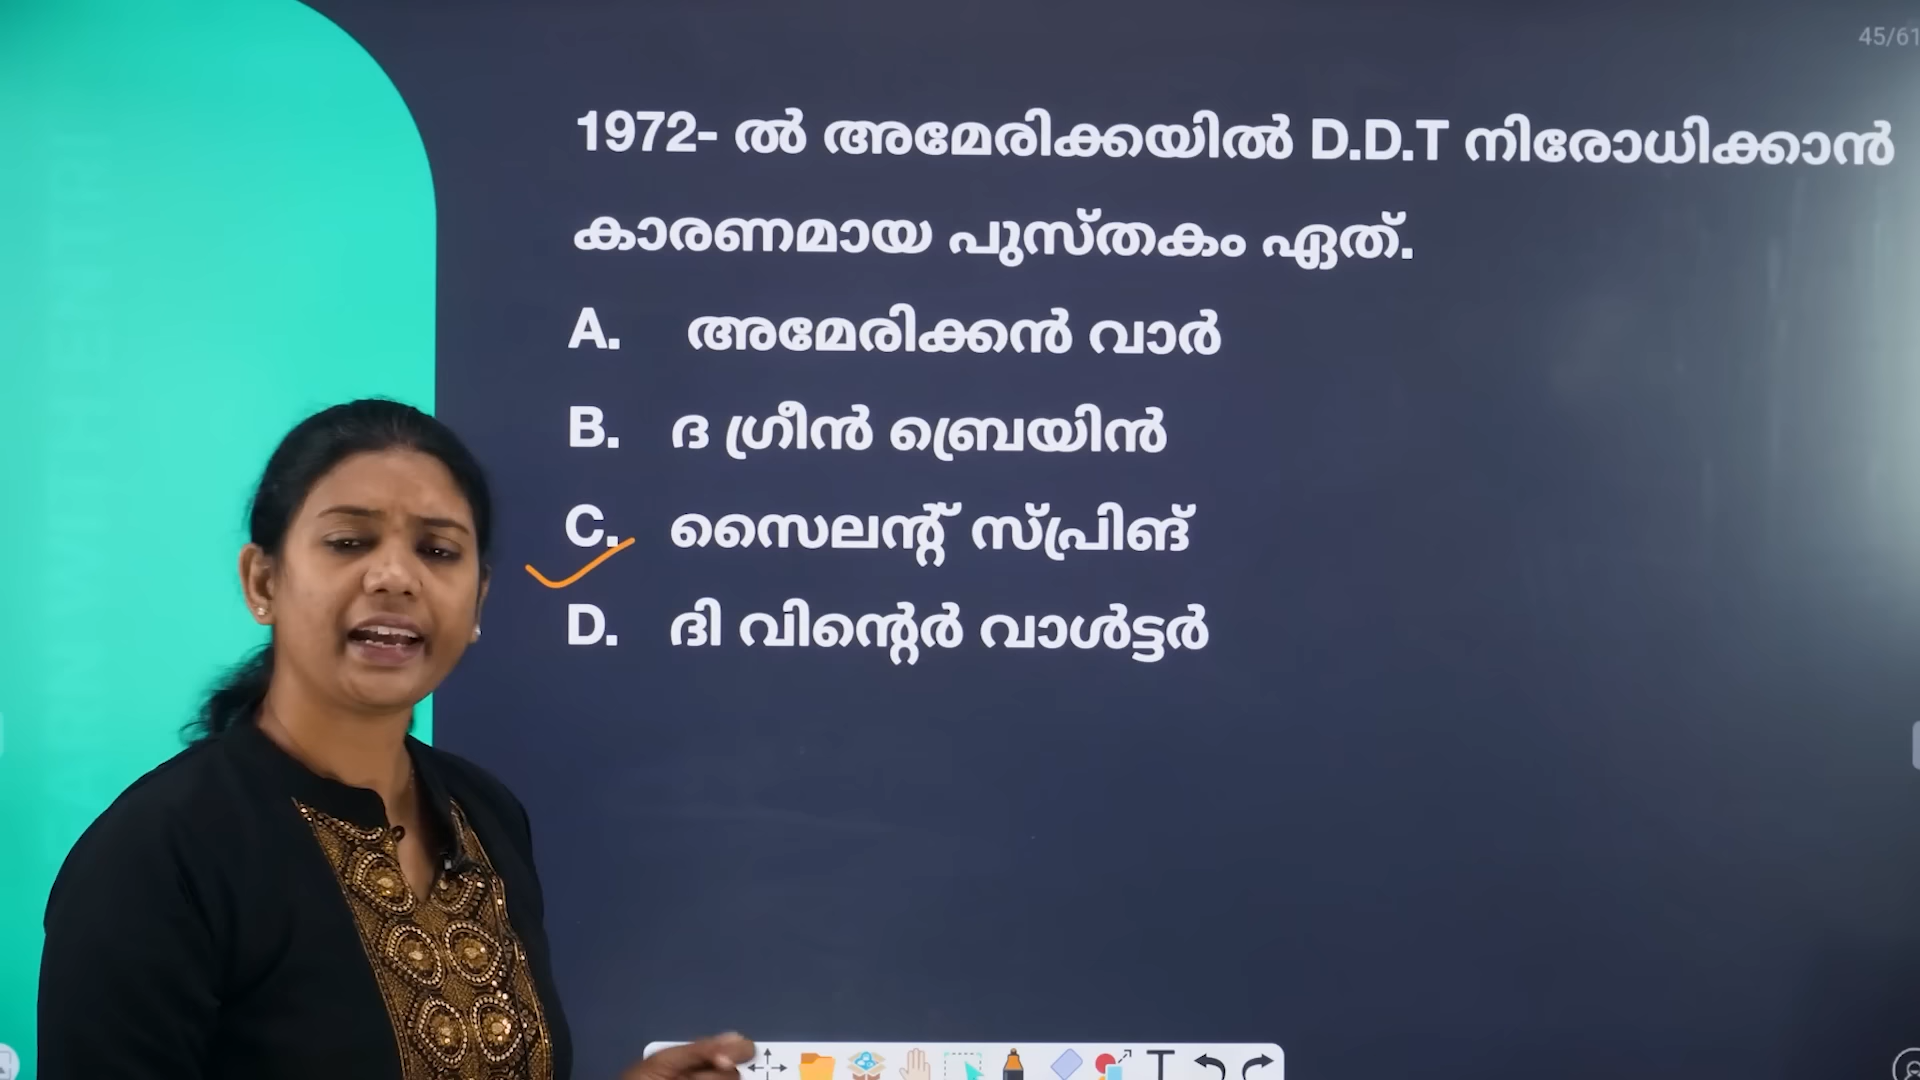 45/61
1972- ൽ അമേരിക്കയിൽ D.D.T നിരോധിക്കാൻ
കാരണമായ പുസ്തകം ഏത്.
A. അമേരിക്കൻ വാർ
B. ദ ഗ്രീൻ ബ്രെയിൻ
C. സൈലന്റ് സ്പ്രിങ്
D. ദി വിന്റെർ വാൾട്ടർ